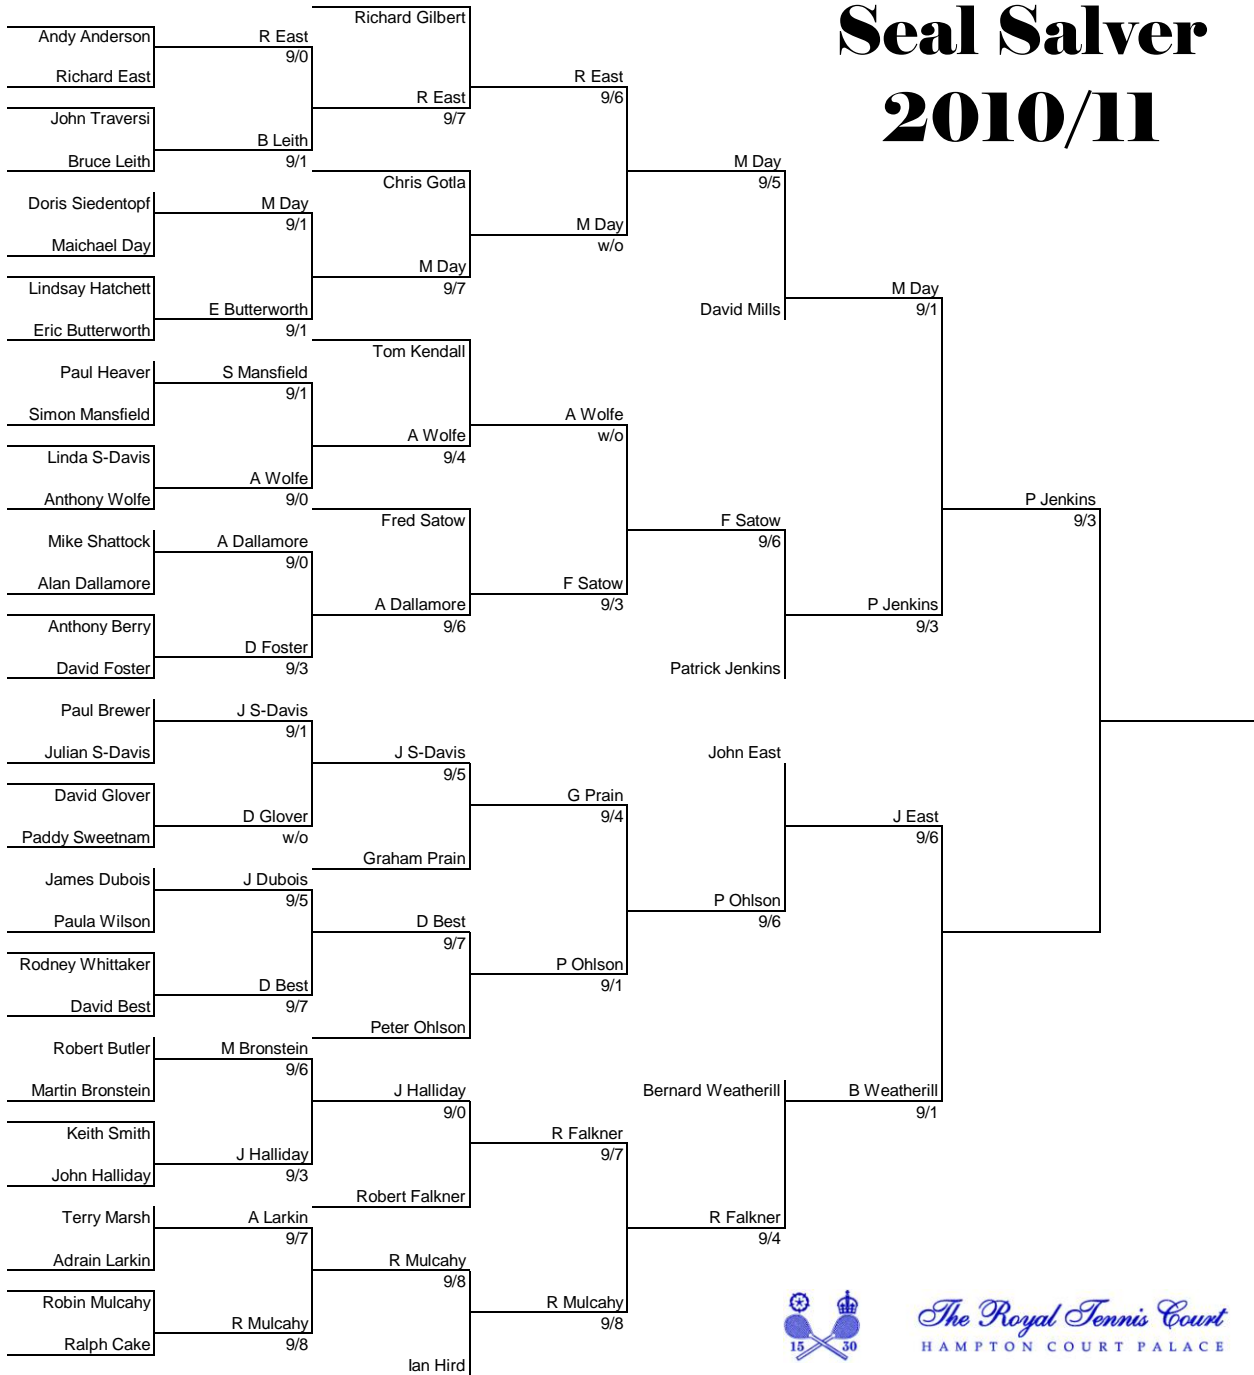 Seal Salver
2010/11
Richard Gilbert
Andy Anderson
R East
9/0
Richard East
R East
9/6
R East
9/7
John Traversi
B Leith
9/1
Bruce Leith
M Day
9/5
Chris Gotla
Doris Siedentopf
M Day
9/1
M Day
w/o
Maichael Day
M Day
9/7
Lindsay Hatchett
M Day
9/1
E Butterworth
9/1
David Mills
Eric Butterworth
Tom Kendall
Paul Heaver
S Mansfield
9/1
Simon Mansfield
A Wolfe
w/o
A Wolfe
9/4
Linda S-Davis
A Wolfe
9/0
Anthony Wolfe
P Jenkins
9/3
Fred Satow
F Satow
9/6
Mike Shattock
A Dallamore
9/0
Alan Dallamore
F Satow
9/3
A Dallamore
9/6
P Jenkins
9/3
Anthony Berry
D Foster
9/3
David Foster
Patrick Jenkins
Paul Brewer
J S-Davis
9/1
Julian S-Davis
J S-Davis
9/5
John East
David Glover
G Prain
9/4
D Glover
w/o
J East
9/6
Paddy Sweetnam
Graham Prain
James Dubois
J Dubois
9/5
P Ohlson
9/6
Paula Wilson
D Best
9/7
Rodney Whittaker
P Ohlson
9/1
D Best
9/7
David Best
Peter Ohlson
Robert Butler
M Bronstein
9/6
Martin Bronstein
J Halliday
9/0
Bernard Weatherill
B Weatherill
9/1
Keith Smith
R Falkner
9/7
J Halliday
9/3
John Halliday
Robert Falkner
Terry Marsh
A Larkin
9/7
R Falkner
9/4
Adrain Larkin
R Mulcahy
9/8
Robin Mulcahy
R Mulcahy
9/8
R Mulcahy
9/8
Ralph Cake
Ian Hird
15 30
The Royal Tennis Court
HAMPTON COURT PALACE